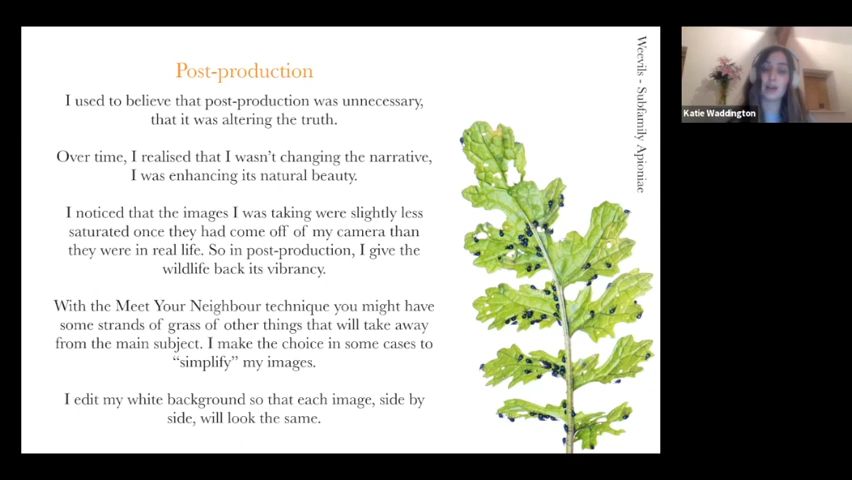 Post-production
I used to believe that post-production was unnecessary,
that it was altering the truth.
Over time, I realised that I wasn't changing the narrative,
I was enhancing its natural beauty.
I noticed that the images I was taking were slightly less
saturated once they had come off of my camera than
they were in real life. So in post-production, I give the
wildlife back its vibrancy.
With the Meet Your Neighbour technique you might have
some strands of grass of other things that will take away
from the main subject. I make the choice in some cases to
“simplify” my images.
I edit my white background so that each image, side by
side, will look the same.
Weevils - Subfamily Apioniae
Katie Waddington